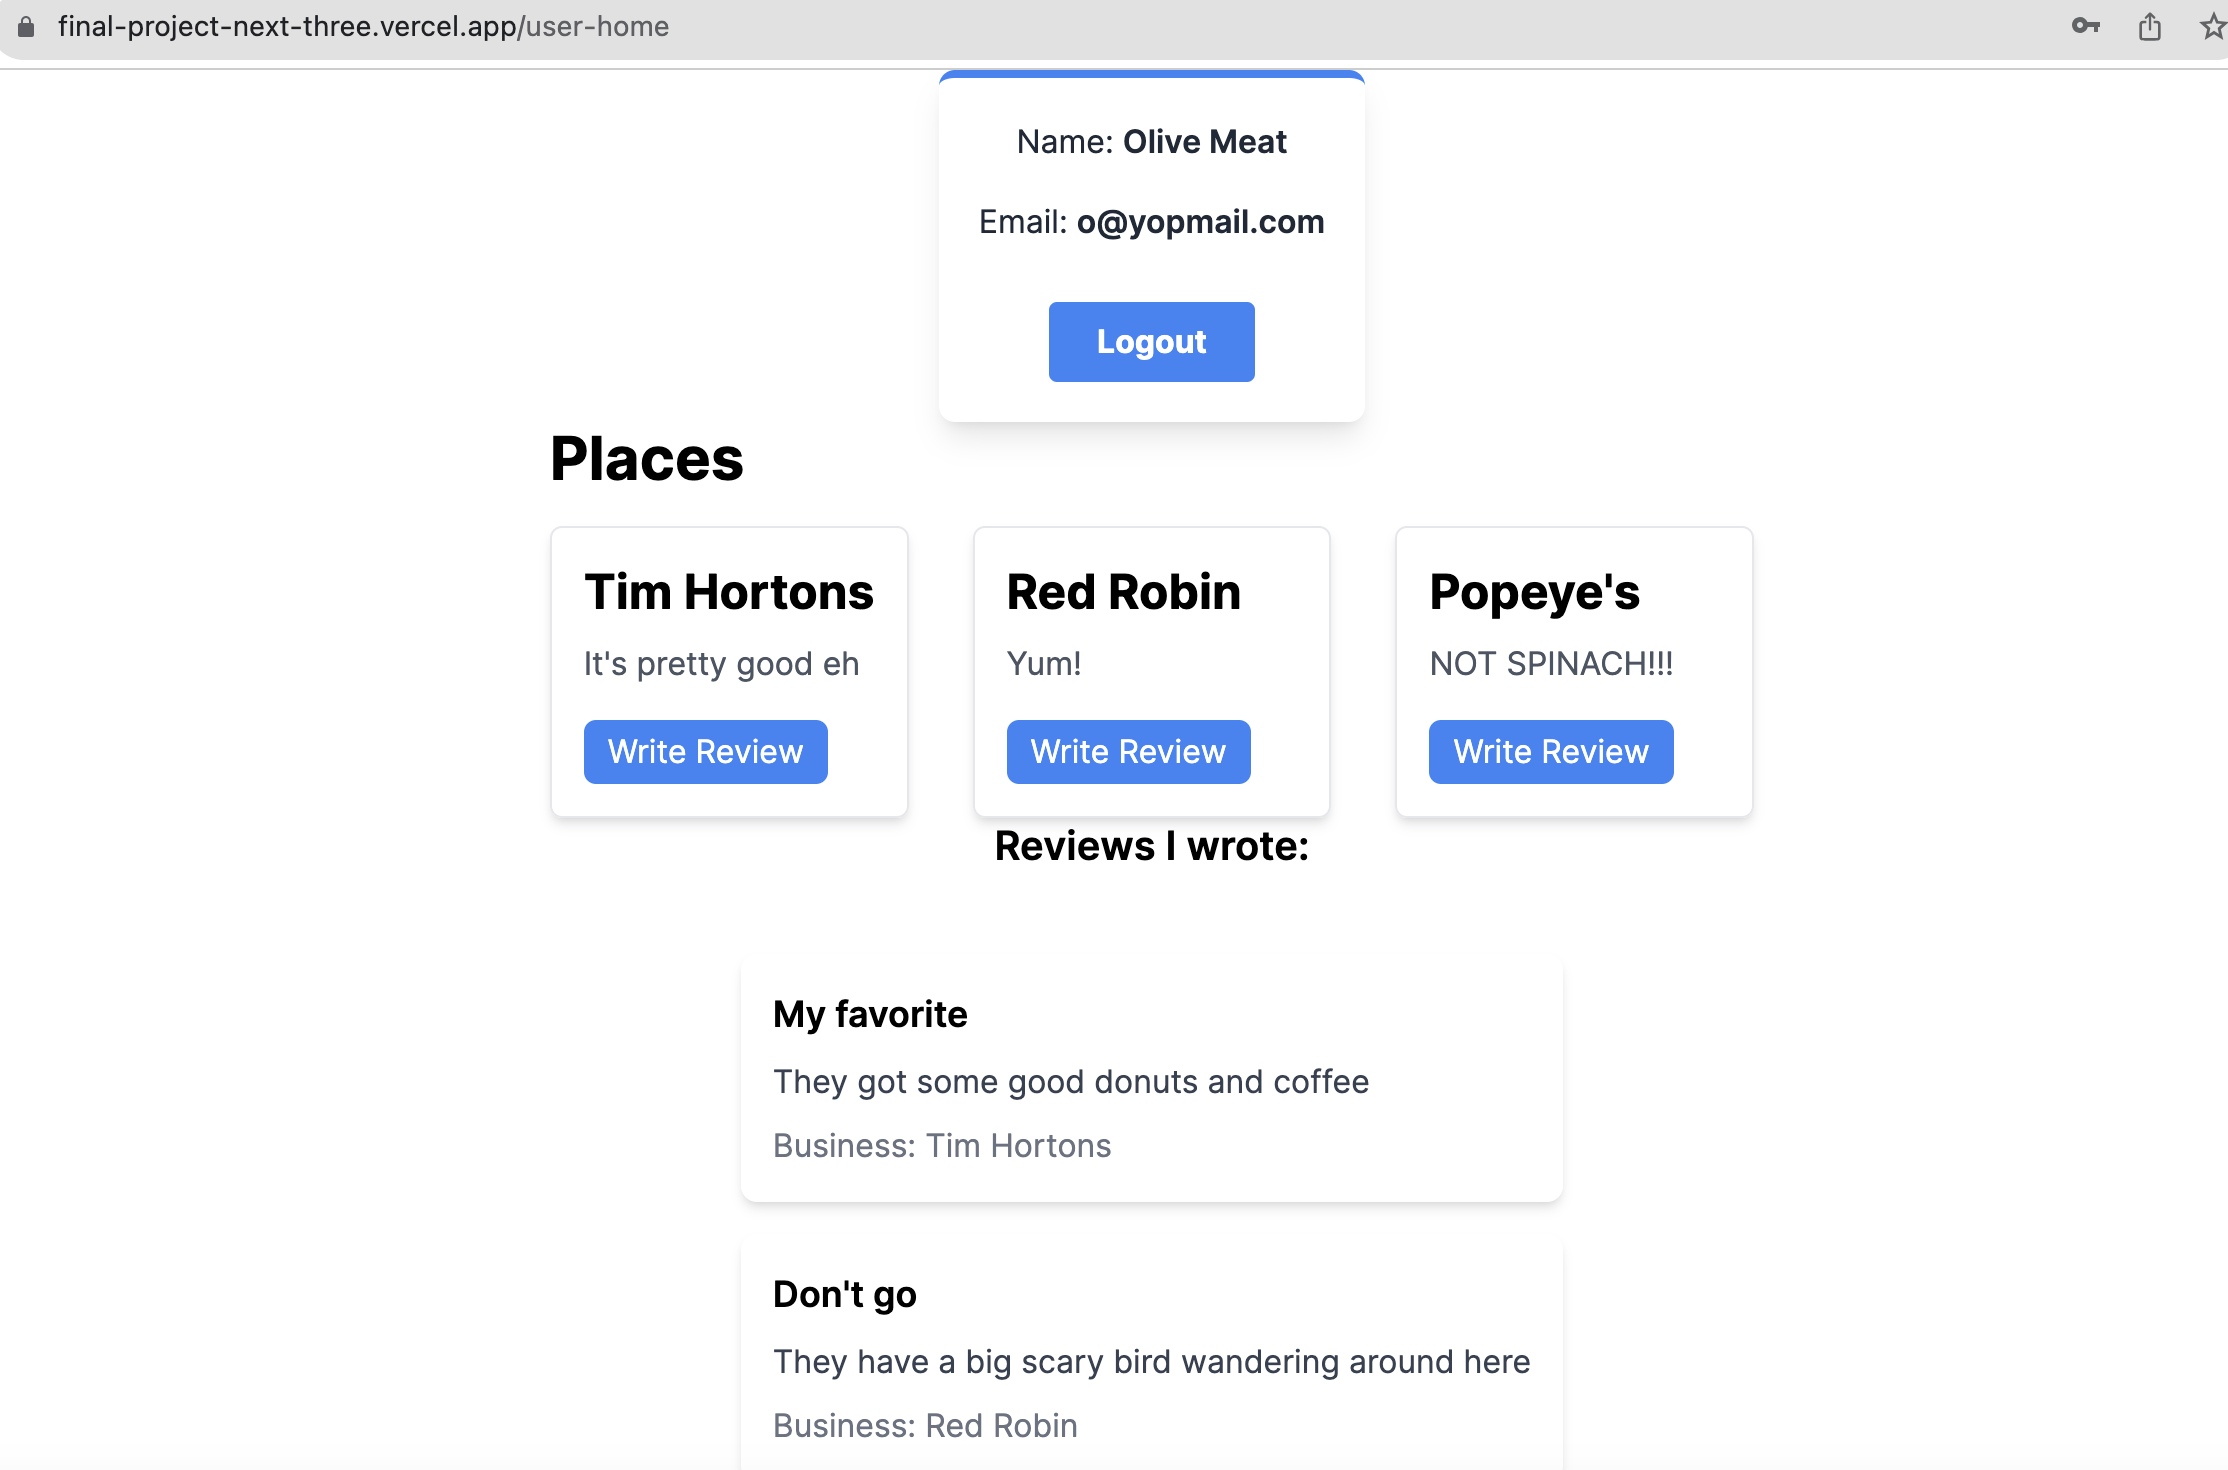 final-project-next-three.vercel.app/user-home
Name: Olive Meat
Email: o@yopmail.com
Logout
Places
Tim Hortons
It's pretty good eh
Write Review
Red Robin
Yum!
Write Review
Popeye's
NOT SPINACH!!!
Write Review
Reviews I wrote:
My favorite
They got some good donuts and coffee
Business: Tim Hortons
Don't go
They have a big scary bird wandering around here
Business: Red Robin